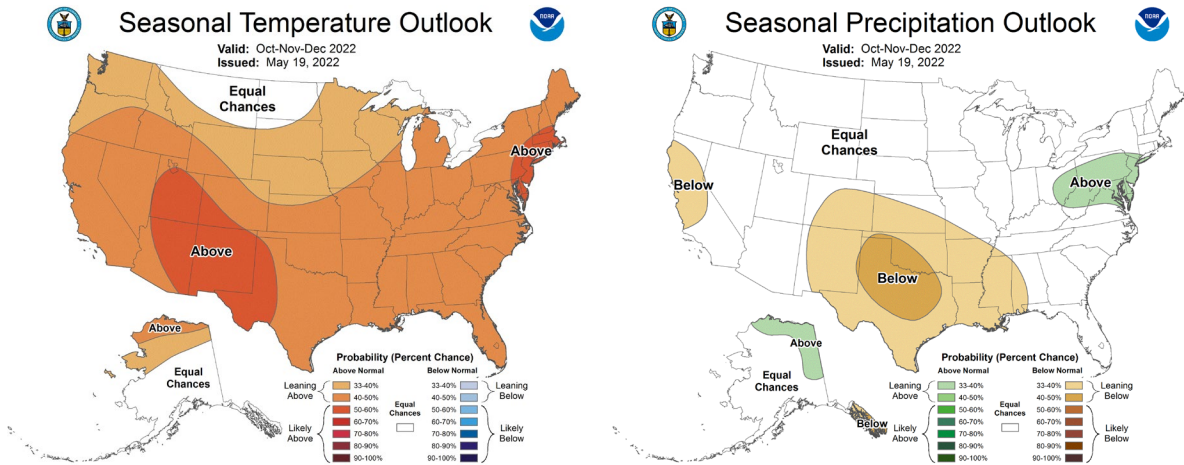 Seasonal Temperature Outlook
Valid: Oct-Nov-Dec 2022
Issued: May 19, 2022
NOAA
Equal
Chances
Above
Above
Above
Equal
Chances
Probability (Percent Chance)
Above Normal
Below Normal
Leaning
Above
33-40%
40-50%
Equal
Chances
33-40%
40-50%
Leaning
Below
Likely
Above
50-60%
60-70%
70-80%
80-90%
90-100%
50-60%
60-70%
70-80%
80-90%
90-100%
Likely
Below
Seasonal Precipitation Outlook
Valid: Oct-Nov-Dec 2022
Issued: May 19, 2022
NOAA
Equal
Chances
Below
Above
Below
Above
Equal
Chances
Below
Probability (Percent Chance)
Above Normal
Below Normal
Leaning
Above
33-40%
40-50%
Equal
Chances
33-40%
40-50%
Leaning
Below
Likely
Above
50-60%
60-70%
70-80%
80-90%
90-100%
50-60%
60-70%
70-80%
80-90%
90-100%
Likely
Below